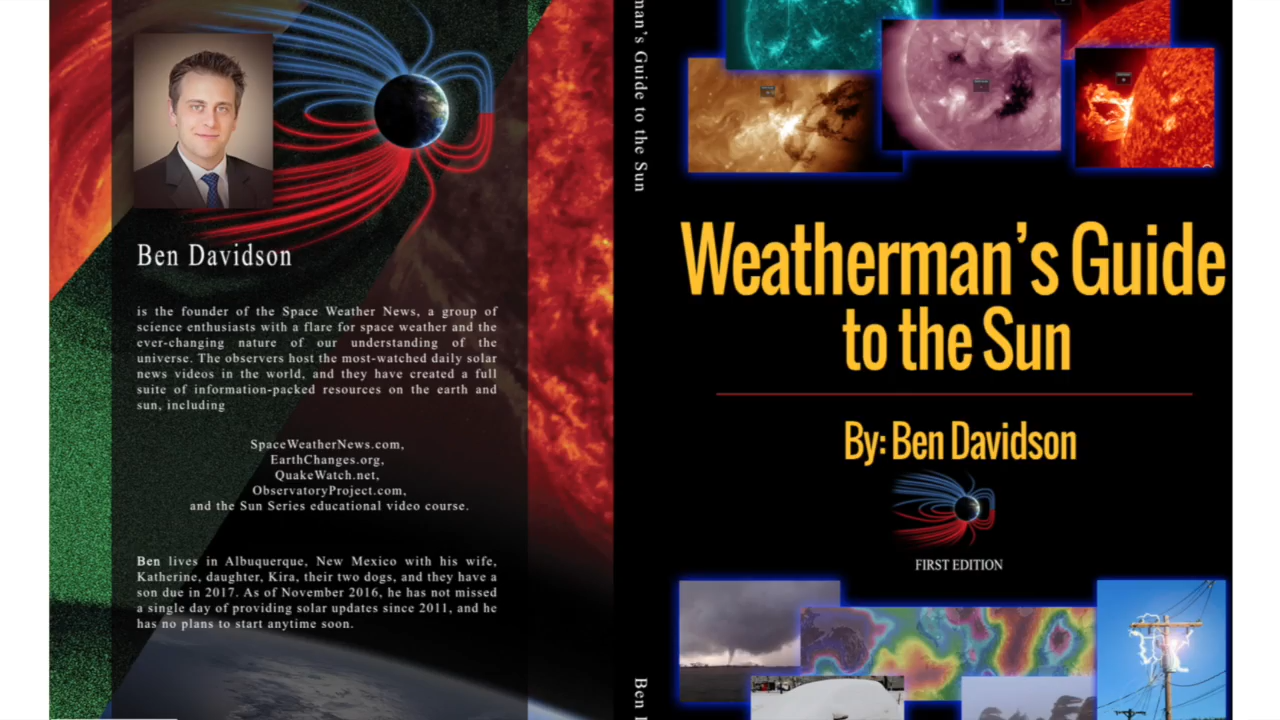 Ben Davidson
is the founder of the Space Weather News, a group of
science enthusiasts with a flare for space weather and the
ever-changing nature of our understanding of the
universe. The observers host the most-watched daily solar
news videos in the world, and they have created a full
suite of information-packed resources on the earth and
sun, including
SpaceWeatherNews.com,
EarthChanges.org,
QuakeWatch.net,
ObservatoryProject.com,
and the Sun Series educational video course.
Ben lives in Albuquerque, New Mexico with his wife,
Katherine, daughter, Kira, their two dogs, and they have a
son due in 2017. As of November 2016, he has not missed
a single day of providing solar updates since 2011, and he
has no plans to start anytime soon.
man's Guide to the Sun
Ben
Weatherman's Guide
to the Sun
By: Ben Davidson
FIRST EDITION